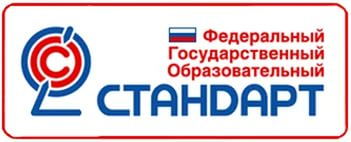 Федеральный
Государственный
Образовательный
СТАНДАРТ